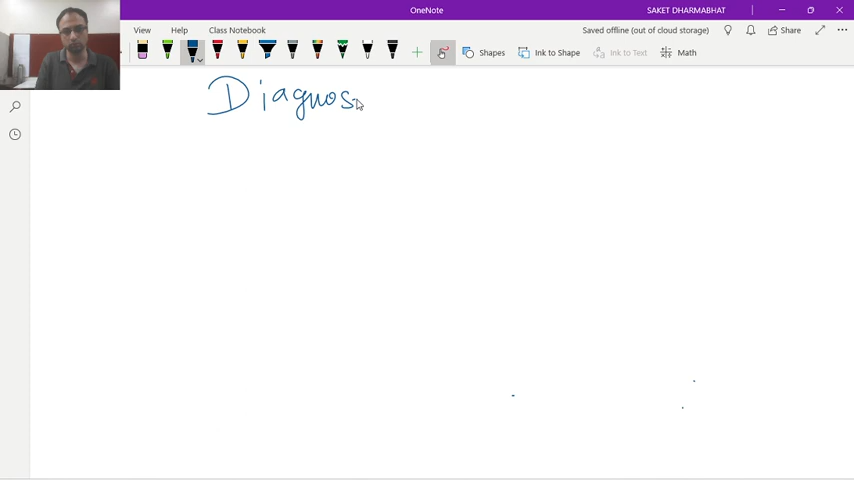 OneNote
SAKET DHARMABHAT
View Help Class Notebook
Saved offline (out of cloud storage) Share
Shapes Ink to Shape Ink to Text Math
Diagnos